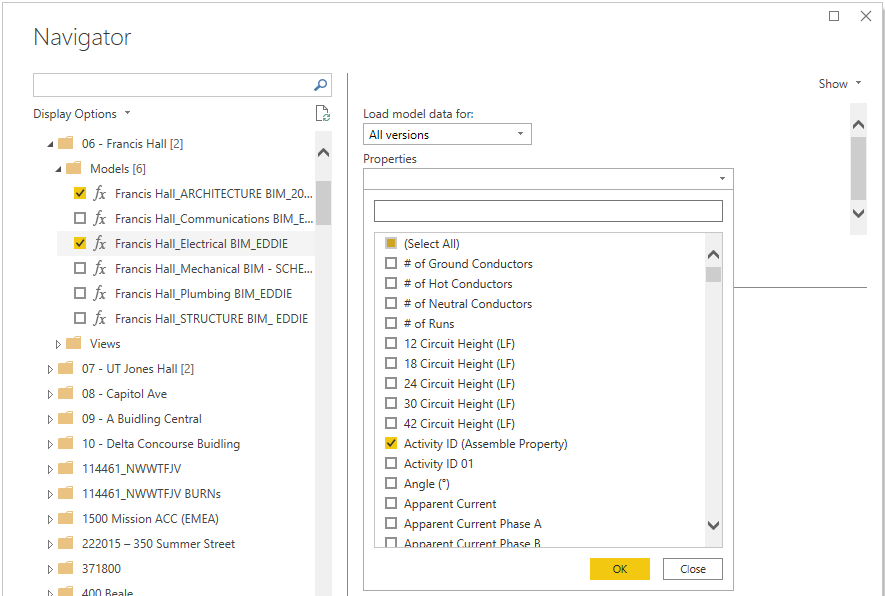 Navigator
Show
Display Options
Load model data for:
All versions
Properties
06 - Francis Hall [2]
Models [6]
fx Francis Hall_ARCHITECTURE BIM_20...
fx Francis Hall_Communications BIM_E...
fx Francis Hall_Electrical BIM_EDDIE
fx Francis Hall_Mechanical BIM - SCHE...
fx Francis Hall_Plumbing BIM_EDDIE
fx Francis Hall_STRUCTURE BIM_ EDDIE
Views
07 - UT Jones Hall [2]
08 - Capitol Ave
09 - A Buidling Central
10 - Delta Concourse Buidling
114461_NWWTFJV
114461_NWWTFJV BURNs
1500 Mission ACC (EMEA)
222015 – 350 Summer Street
371800
400 Beale
(Select All)
# of Ground Conductors
# of Hot Conductors
# of Neutral Conductors
# of Runs
12 Circuit Height (LF)
18 Circuit Height (LF)
24 Circuit Height (LF)
30 Circuit Height (LF)
42 Circuit Height (LF)
Activity ID (Assemble Property)
Activity ID 01
Angle (°)
Apparent Current
Apparent Current Phase A
Apparent Current Phase B
OK
Close